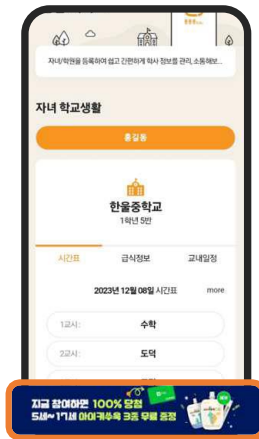 자녀/학원을 등록하여 쉽고 간편하게 학사 정보를 관리, 소통해보...
자녀 학교생활
홍길동
한울중학교
1학년 5반
시간표 급식정보 교내일정
2023년 12월 08일 시간표 more
1교시: 수학
2교시: 도덕
지금 참여하면 100% 당첨
5세~17세 아이키쑥쑥 3종 무료 증정